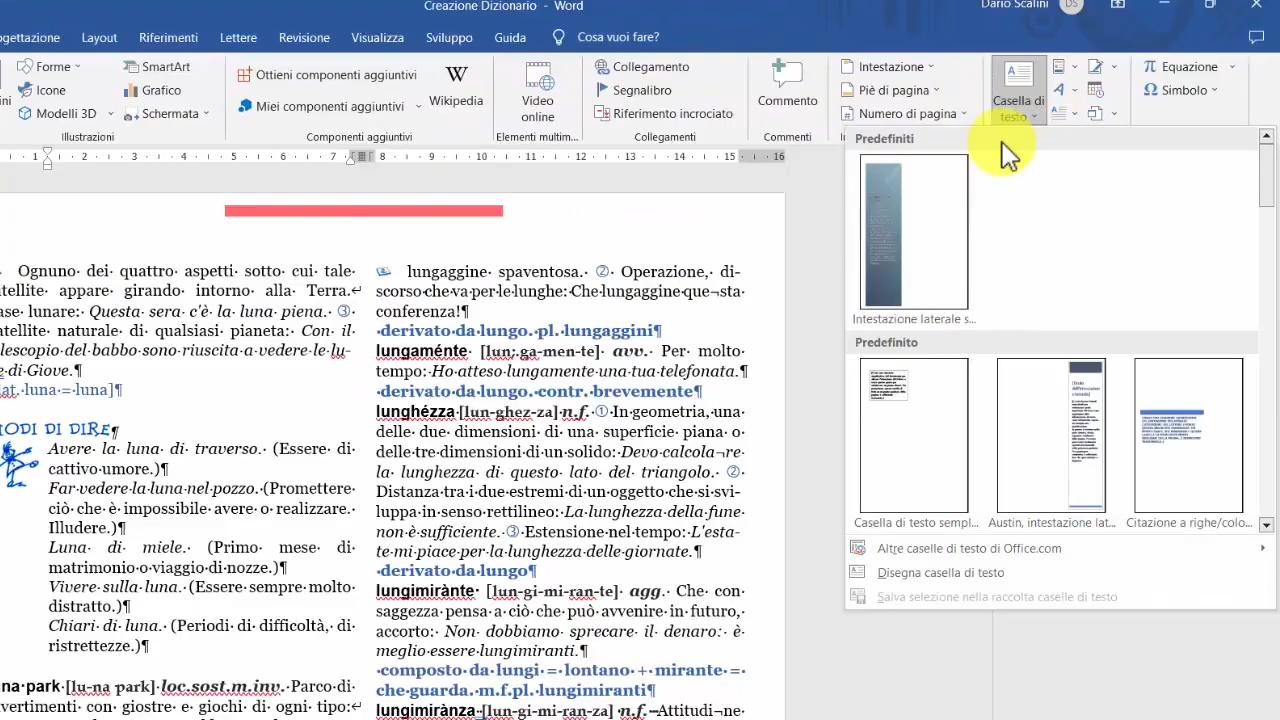 Creazione Dizionario - Word
Dario Scalini
DS
Layout Riferimenti Lettere Revisione Visualizza Sviluppo Guida Cosa vuoi fare?
Forme
Icone
Modelli 3D
SmartArt
Grafico
Schermata
Illustrazioni
Ottieni componenti aggiuntivi
Miei componenti aggiuntivi
W
Wikipedia
Componenti aggiuntivi
Video
online
Elementi multim...
Collegamento
Segnalibro
Riferimento incrociato
Collegamenti
Commento
Commenti
Intestazione
Piè di pagina
Numero di pagina
Casella di
testo
π Equazione
Ω Simbolo
1 2 3 4 5 6 7 8 9 10 11 12 13 14 15 16
Ognuno dei quattro aspetti sotto cui tale
appare girando intorno alla Terra.
lunare: Questa sera c'è la luna piena. ③
naturale di qualsiasi pianeta: Con il
del babbo sono riuscita a vedere le lu-
di Giove.¶
luna = luna]¶
DI DIRE¶
Avere la luna di traverso. (Essere di
cattivo umore.)¶
Far vedere la luna nel pozzo. (Promettere
ciò che è impossibile avere o realizzare.
Illudere.)¶
Luna di miele. (Primo mese di
matrimonio o viaggio di nozze.)¶
Vivere sulla luna. (Essere sempre molto
distratto.)¶
Chiari di luna. (Periodi di difficoltà, di
ristrettezze.)¶
park [lu-na park] loc.sost.m.inv. Parco di
con giostre e giochi di ogni tipo:
lungaggine spaventosa. ② Operazione, di-
scorso che va per le lunghe: Che lungaggine que¬sta
conferenza!¶
derivato da lungo. pl. lungaggini¶
lungaménte [lun-ga-men-te] avv. Per molto
tempo: Ho atteso lungamente una tua telefonata.¶
derivato da lungo. contr. brevemente¶
lunghézza [lun-ghez-za] n.f. ① In geometria, una
delle due dimensioni di una superficie piana o
delle tre dimensioni di un solido: Devo calcola¬re
la lunghezza di questo lato del triangolo. ②
Distanza tra i due estremi di un oggetto che si svi-
luppa in senso rettilineo: La lunghezza della fune
non è sufficiente. ③ Estensione nel tempo: L'esta-
te mi piace per la lunghezza delle giornate.¶
derivato da lungo¶
lungimirànte [lun-gi-mi-ran-te] agg. Che con
saggezza pensa a ciò che può avvenire in futuro,
accorto: Non dobbiamo sprecare il denaro: è
meglio essere lungimiranti.¶
composto da lungi = lontano + mirante =
che guarda. m.f.pl. lungimiranti¶
lungimirànza [lun-gi-mi-ran-za] n.f. Attitudi¬ne
Predefiniti
Intestazione laterale s...
Predefinito
Casella di testo sempl...
Austin, intestazione lat...
Citazione a righe/colo...
Altre caselle di testo di Office.com
Disegna casella di testo
Salva selezione nella raccolta caselle di testo